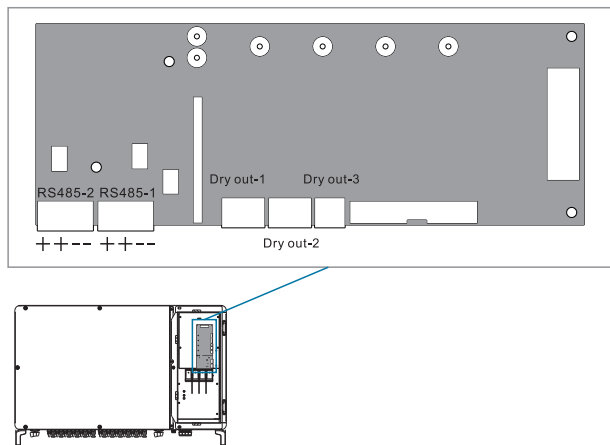 Dry out-1 Dry out-3
RS485-2 RS485-1
++-- ++--
Dry out-2